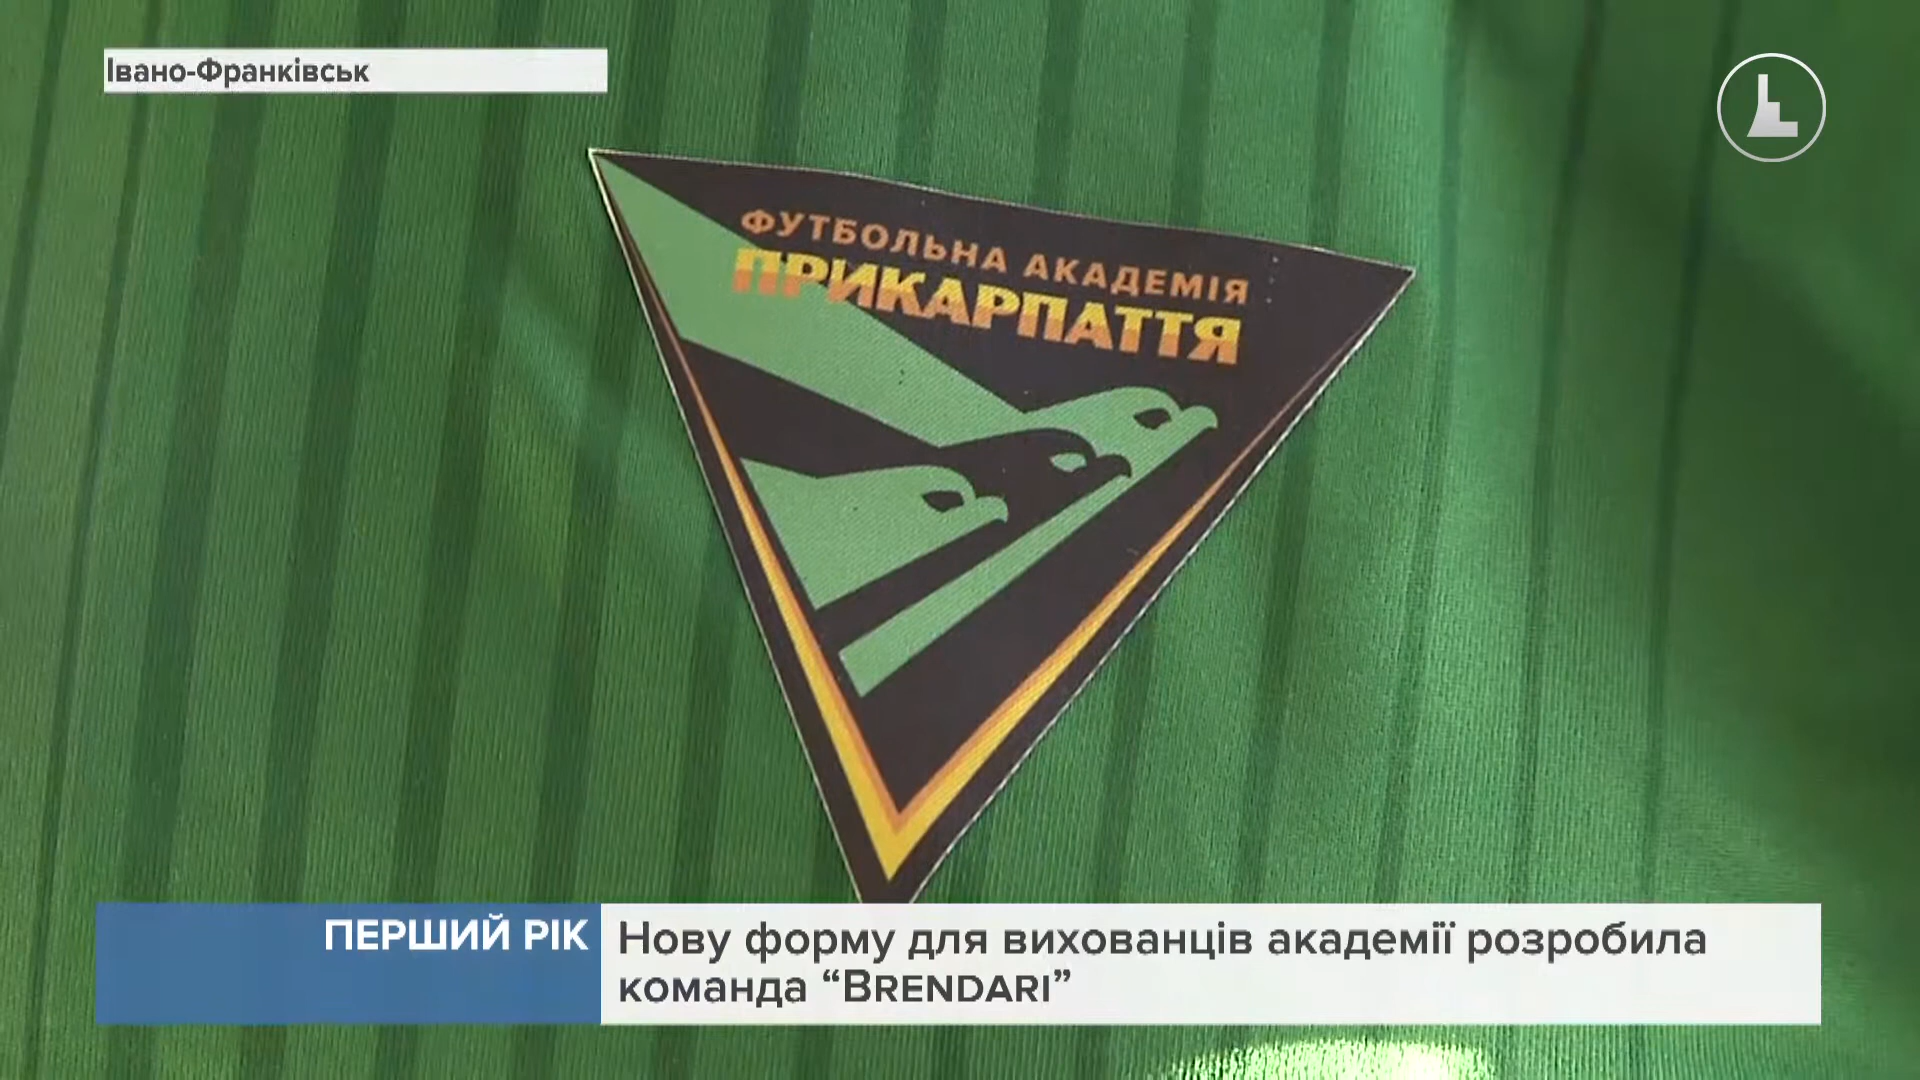 Івано-Франківськ
ФУТБОЛЬНА АКАДЕМІЯ
ПРИКАРПАТТЯ
ПЕРШИЙ РІК
Нову форму для вихованців академії розробила
команда “BRENDARI”